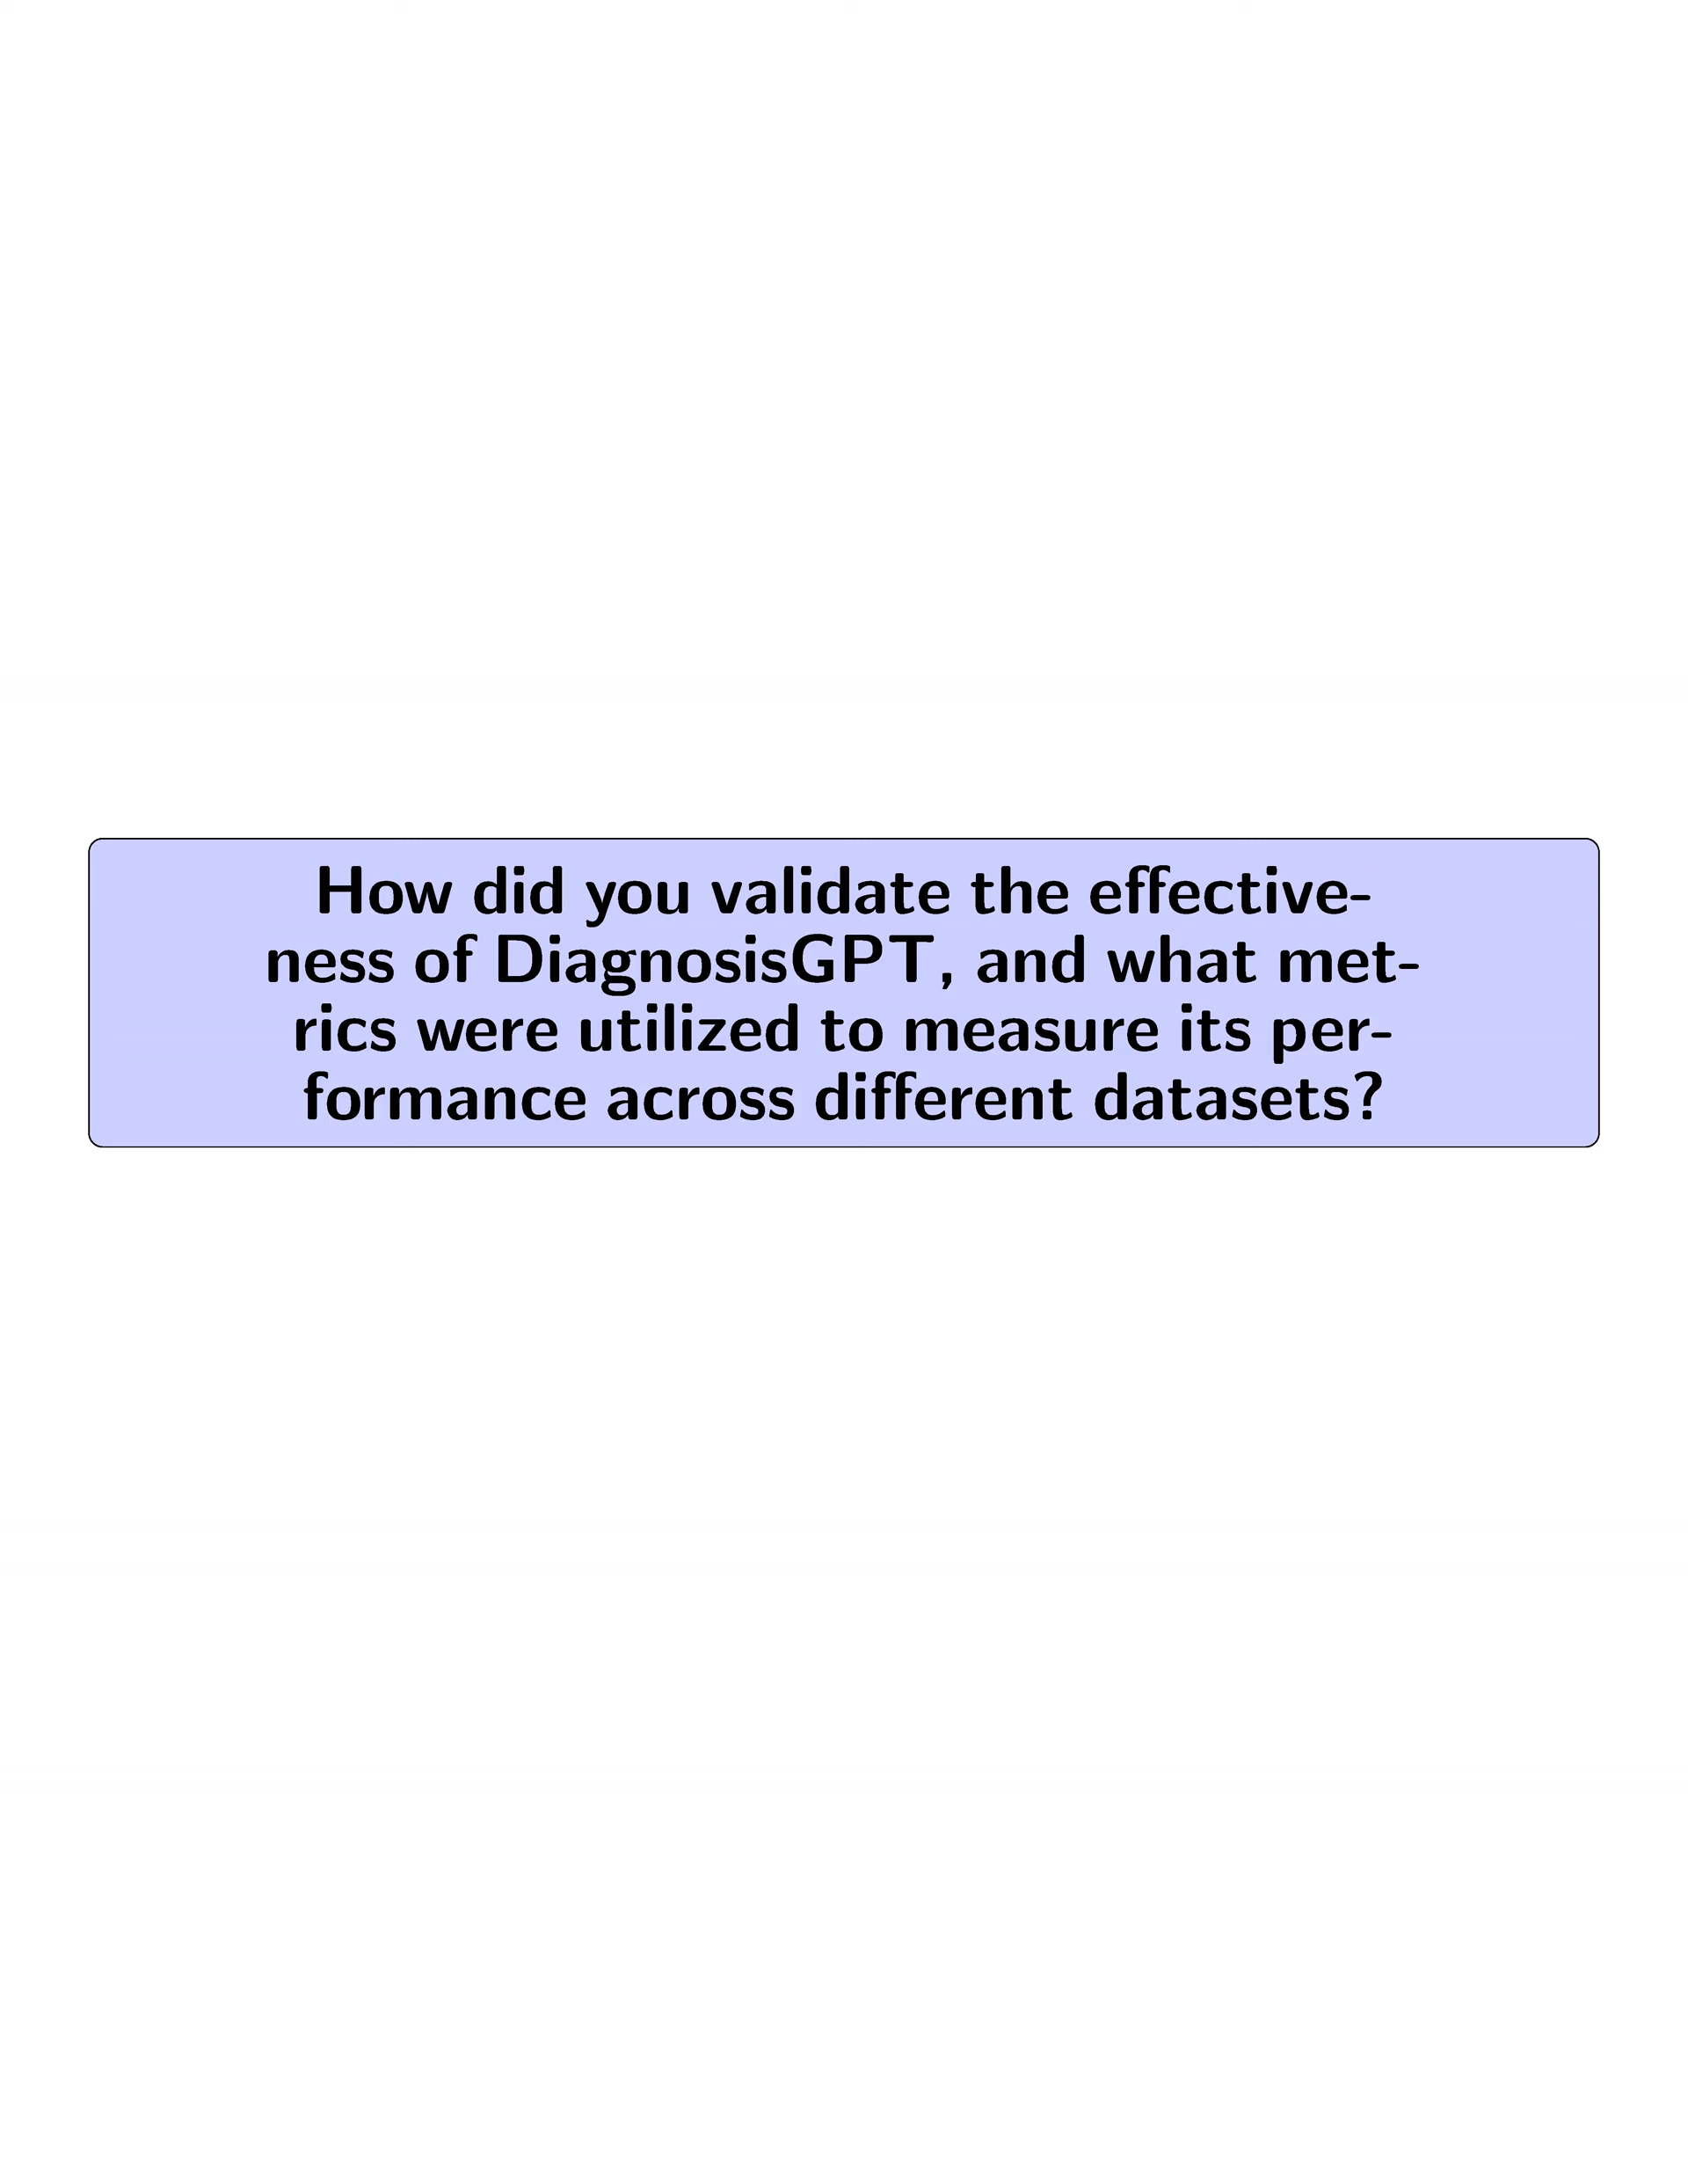 How did you validate the effective-
ness of DiagnosisGPT, and what met-
rics were utilized to measure its per-
formance across different datasets?